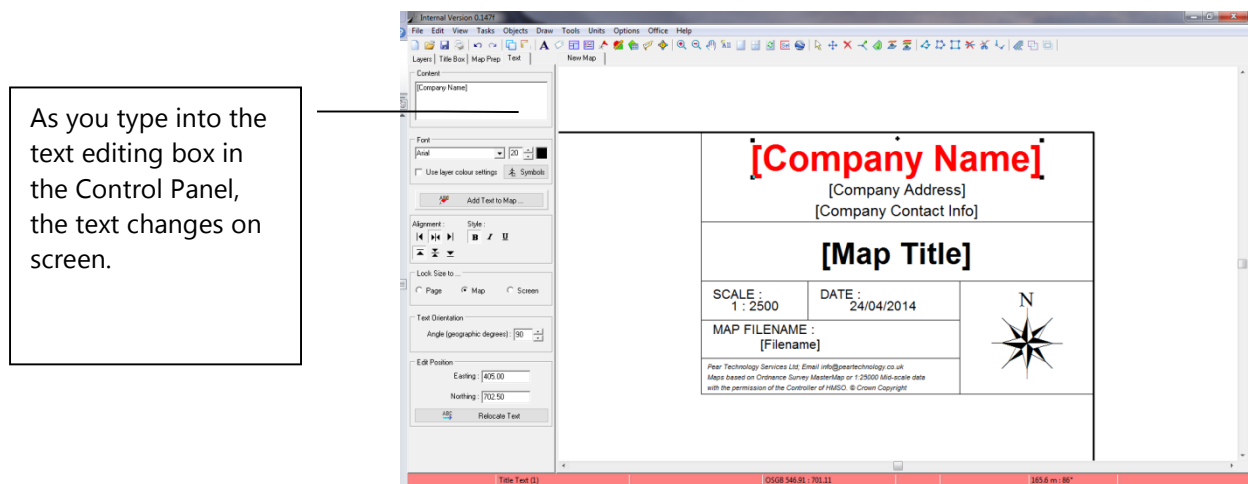 Internal Version 0.147f
File Edit View Tasks Objects Draw Tools Units Options Office Help
Layers Title Box Map Prep Text New Map
As you type into the
text editing box in
the Control Panel,
the text changes on
screen.
Content
[Company Name]
Font
Arial 20
Use layer colour settings Symbols
Add Text to Map ...
Alignment : Style :
B I U
Lock Size to ...
Page Map Screen
Text Orientation
Angle (geographic degrees) : 90
Edit Position
Easting : 405.00
Northing : 702.50
Relocate Text
[Company Name]
[Company Address]
[Company Contact Info]
[Map Title]
SCALE :
1 : 2500
DATE :
24/04/2014
MAP FILENAME :
[Filename]
N
Pear Technology Services Ltd, Email info@peartechnology.co.uk
Maps based on Ordnance Survey MasterMap or 1:25000 Mid-scale data
with the permission of the Controller of HMSO. © Crown Copyright
Title Text (1) OSGB 546.91 : 701.11 165.6 m : 86°